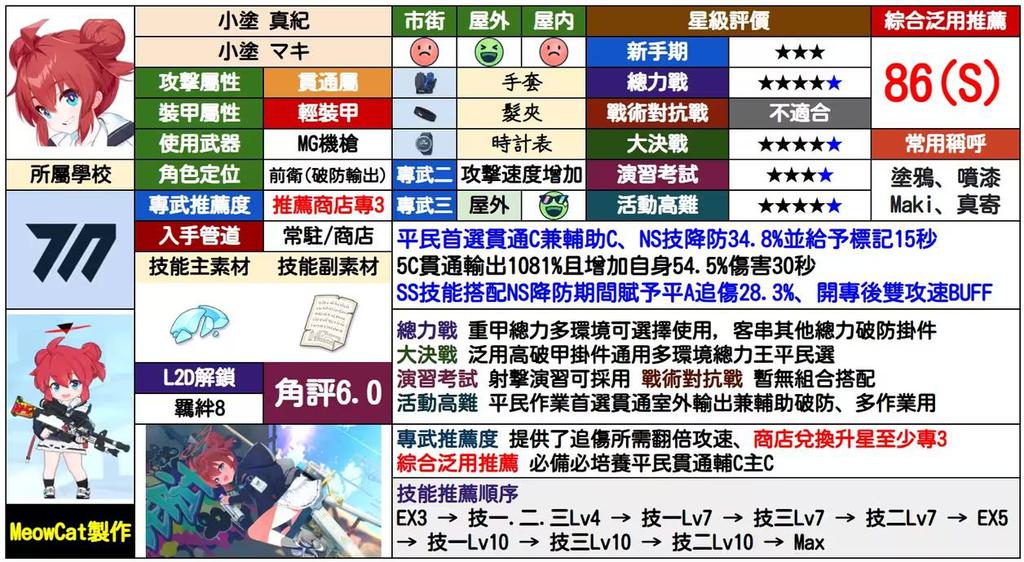 小塗 真紀
市街 屋外 屋内
星級評價
綜合泛用推薦
小塗 マキ
新手期 ★★★
86(S)
攻擊屬性 貫通屬
手套
總力戰 ★★★★★
裝甲屬性 輕裝甲
髮夾
戰術對抗戰 不適合
使用武器 MG機槍
時計表
大決戰 ★★★★★
常用稱呼
所屬學校
角色定位 前衛(破防輸出)
專武二 攻擊速度增加
演習考試 ★★★★
塗鴉、噴漆
Maki、真寄
專武推薦度 推薦商店專3
專武三 屋外
活動高難 ★★★★★
入手管道 常駐/商店
平民首選貫通C兼輔助C、NS技降防34.8%並給予標記15秒
5C貫通輸出1081%且增加自身54.5%傷害30秒
SS技能搭配NS降防期間賦予平A追傷28.3%、開專後雙攻速BUFF
技能主素材 技能副素材
總力戰 重甲總力多環境可選擇使用, 客串其他總力破防掛件
大決戰 泛用高破甲掛件通用多環境總力王平民選
演習考試 射擊演習可採用 戰術對抗戰 暫無組合搭配
活動高難 平民作業首選貫通室外輸出兼輔助破防、多作業用
L2D解鎖
羈絆8
角評6.0
專武推薦度 提供了追傷所需翻倍攻速、商店兌換升星至少專3
綜合泛用推薦 必備必培養平民貫通輔C主C
技能推薦順序
EX3 → 技一.二.三Lv4 → 技一Lv7 → 技三Lv7 → 技二Lv7 → EX5
→ 技一Lv10 → 技三Lv10 → 技二Lv10 → Max
MeowCat製作